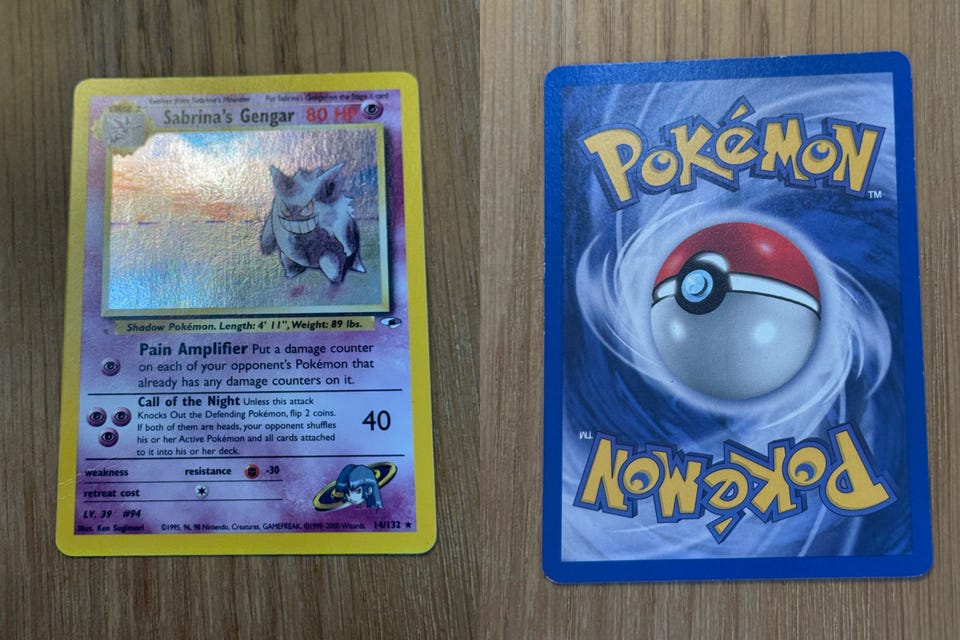 Evolves from Sabrina's Haunter Put Sabrina's Gengar on the Stage 1 card
STAGE 2
Sabrina's Gengar 80 HP
Shadow Pokémon. Length: 4' 11", Weight: 89 lbs.
Pain Amplifier Put a damage counter
on each of your opponent's Pokémon that
already has any damage counters on it.
Call of the Night Unless this attack
Knocks Out the Defending Pokémon, flip 2 coins.
If both of them are heads, your opponent shuffles
his or her Active Pokémon and all cards attached
to it into his or her deck.
40
weakness resistance -30
retreat cost
LV. 39 #94
Illus. Ken Sugimori ©1995, 96, 98 Nintendo, Creatures, GAMEFREAK. ©1999-2000 Wizards. 14/132 ★
POKéMON
TM
TM
POKéMON